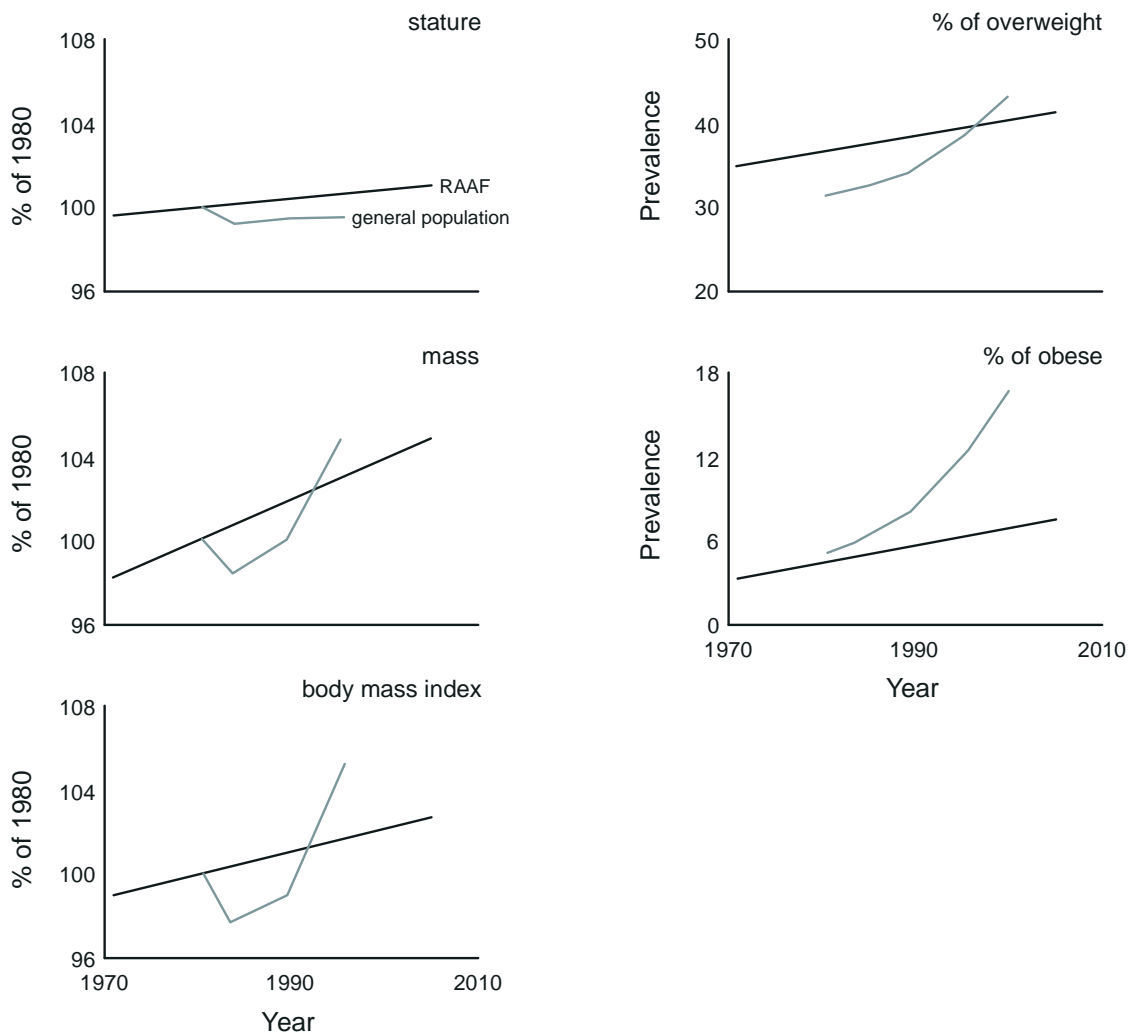 stature
% of 1980
108
104
100
96
RAAF
general population
% of overweight
Prevalence
50
40
30
20
mass
% of 1980
108
104
100
96
% of obese
Prevalence
18
12
6
0
1970 1990 2010
Year
body mass index
% of 1980
108
104
100
96
1970 1990 2010
Year